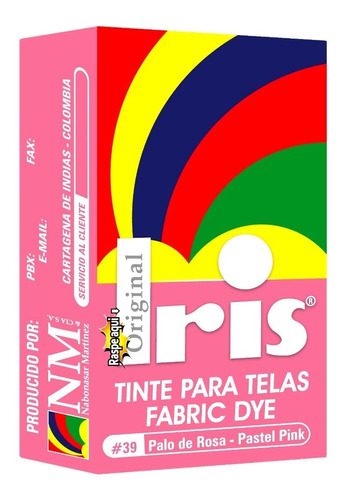 PRODUCIDO POR:
NM
& CIA S.A.
Nabonasar Martínez
PBX:
FAX:
E-MAIL:
CARTAGENA DE INDIAS - COLOMBIA
SERVICIO AL CLIENTE
Raspe aquí
Original
Iris®
TINTE PARA TELAS
FABRIC DYE
#39 Palo de Rosa - Pastel Pink